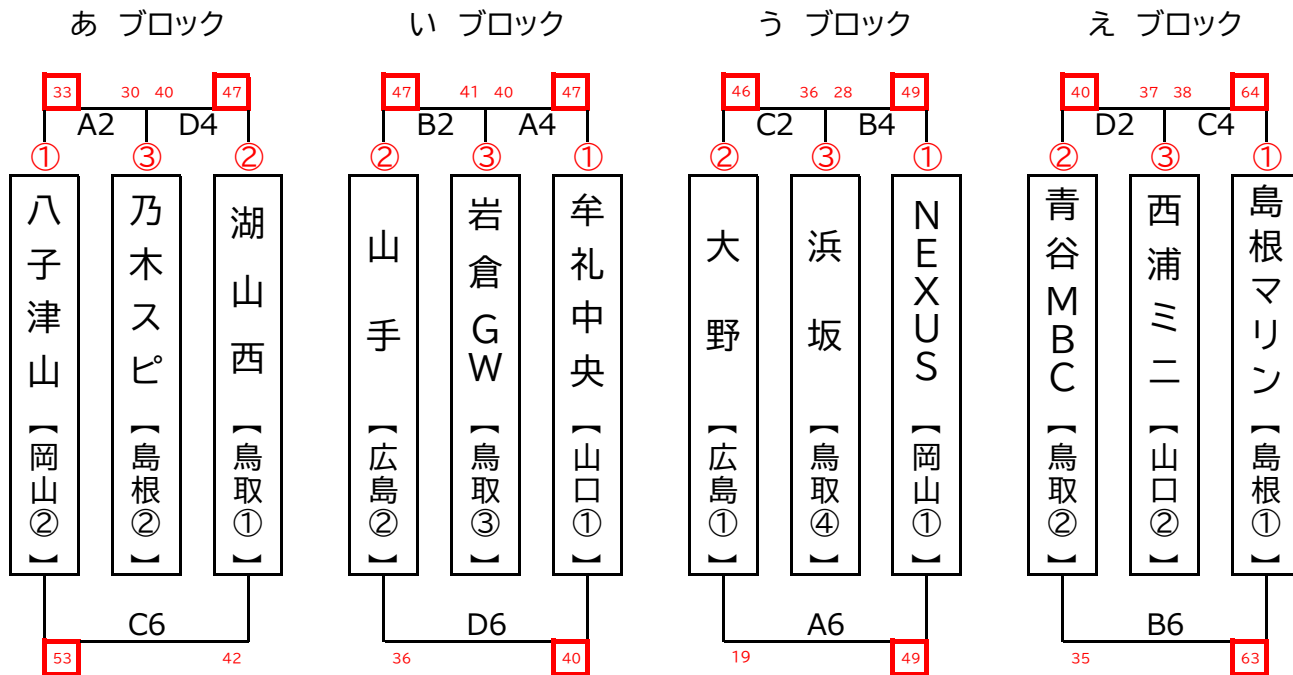 あ ブロック
い ブロック
う ブロック
え ブロック
33 30 40 47
47 41 40 47
46 36 28 49
40 37 38 64
A2 D4
B2 A4
C2 B4
D2 C4
① ③ ②
② ③ ①
② ③ ①
② ③ ①
八子津山【岡山②】
乃木スピ【島根②】
湖山西【鳥取①】
山手【広島②】
岩倉GW【鳥取③】
牟礼中央【山口①】
大野【広島①】
浜坂【鳥取④】
NEXUS【岡山①】
青谷MBC【鳥取②】
西浦ミニ【山口②】
島根マリン【島根①】
C6
D6
A6
B6
53 42
36 40
19 49
35 63